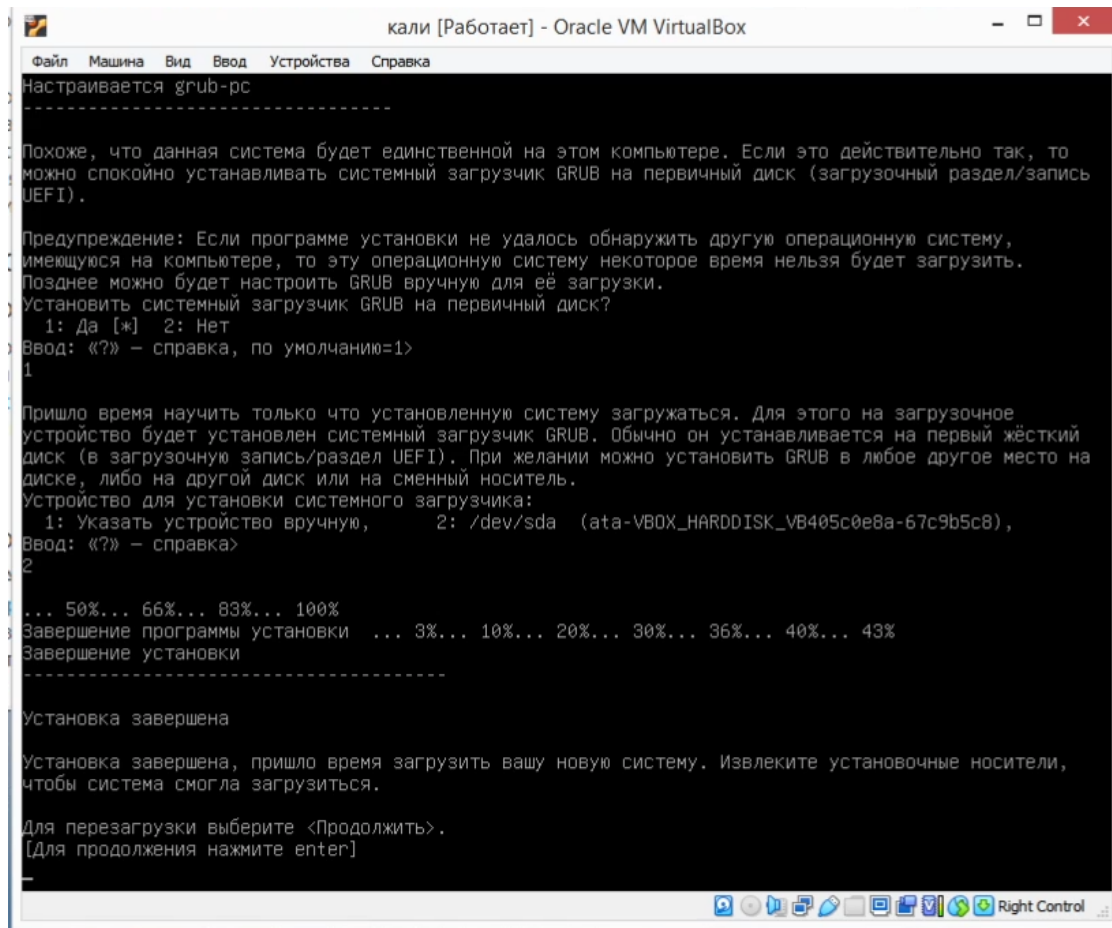 кали [Работает] - Oracle VM VirtualBox
Файл Машина Вид Ввод Устройства Справка
Настраивается grub-pc
-----------------------------------
Похоже, что данная система будет единственной на этом компьютере. Если это действительно так, то
можно спокойно устанавливать системный загрузчик GRUB на первичный диск (загрузочный раздел/запись
UEFI).
Предупреждение: Если программе установки не удалось обнаружить другую операционную систему,
имеющуюся на компьютере, то эту операционную систему некоторое время нельзя будет загрузить.
Позднее можно будет настроить GRUB вручную для её загрузки.
Установить системный загрузчик GRUB на первичный диск?
1: Да [*] 2: Нет
Ввод: «?» — справка, по умолчанию=1>
1
Пришло время научить только что установленную систему загружаться. Для этого на загрузочное
устройство будет установлен системный загрузчик GRUB. Обычно он устанавливается на первый жёсткий
диск (в загрузочную запись/раздел UEFI). При желании можно установить GRUB в любое другое место на
диске, либо на другой диск или на сменный носитель.
Устройство для установки системного загрузчика:
1: Указать устройство вручную, 2: /dev/sda (ata-VBOX_HARDDISK_VB405c0e8a-67c9b5c8),
Ввод: «?» — справка>
2
... 50%... 66%... 83%... 100%
Завершение программы установки ... 3%... 10%... 20%... 30%... 36%... 40%... 43%
Завершение установки
----------------------------------------
Установка завершена
Установка завершена, пришло время загрузить вашу новую систему. Извлеките установочные носители,
чтобы система смогла загрузиться.
Для перезагрузки выберите <Продолжить>.
[Для продолжения нажмите enter]
Right Control